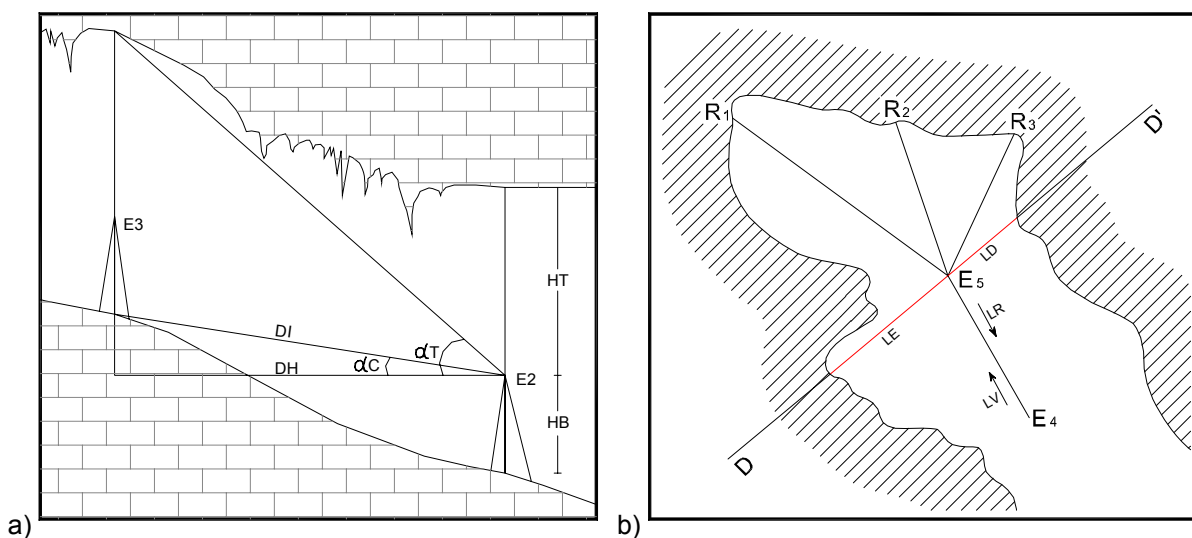 E3
HT
DI
αT
αC
DH
E2
HB
a)
R1
R2
R3
D'
LD
E5
LR
LE
LV
E4
D
b)